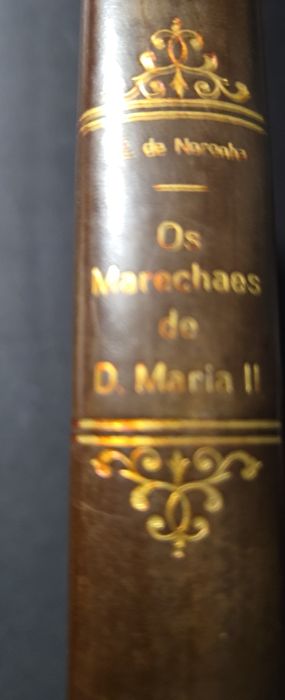 E. de Noronha
Os
Marechaes
de
D. Maria II